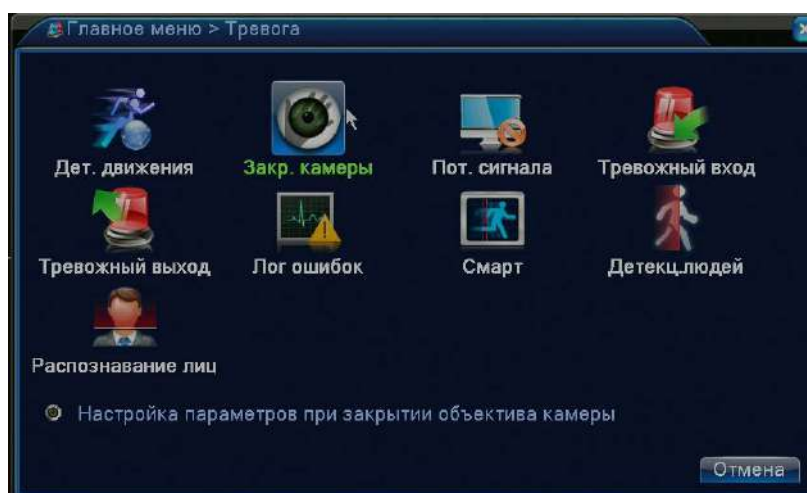 Главное меню > Тревога
Дет. движения Закр. камеры Пот. сигнала Тревожный вход
Тревожный выход Лог ошибок Смарт Детекц.людей
Распознавание лиц
Настройка параметров при закрытии объектива камеры
Отмена